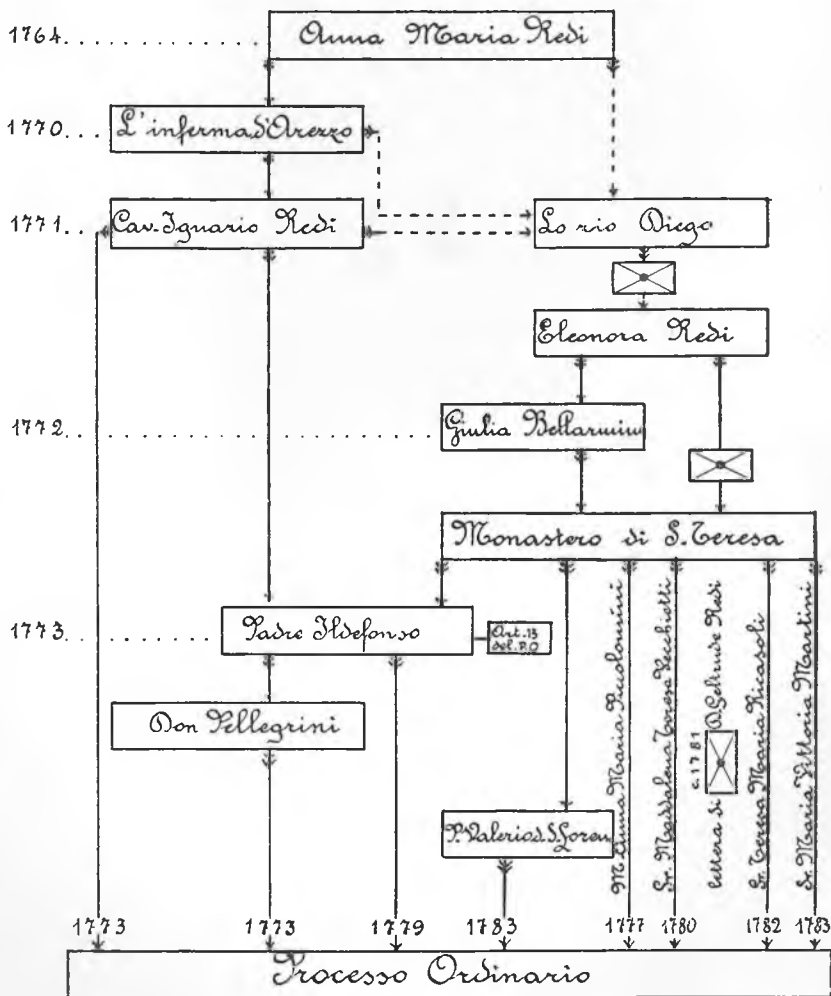 1764. . . . . . . . . . . .
Anna Maria Redi
1770. . .
L'inferma d'Arezzo
1771. . .
Cav. Ignazio Redi
Lo zio Diego
Eleonora Redi
1772. . . . . . . . . . . . . . . . . . . . . . . .
Giulia Bellarmini
Monastero di S. Teresa
1773. . . . . . . . . .
Padre Ildefonso
Art. 13
del P.O
Don Pellegrini
P. Valerio d. S. Loren
M. Anna Maria Piccolomini
Sr. Maddalena Teresa Vecchietti
lettera di D. Geltrude Redi
c. 1781
Sr. Teresa Maria Ricasoli
Sr. Maria Vittoria Martini
1773 1773 1779 1783 1777 1780 1782 1783
Processo Ordinario